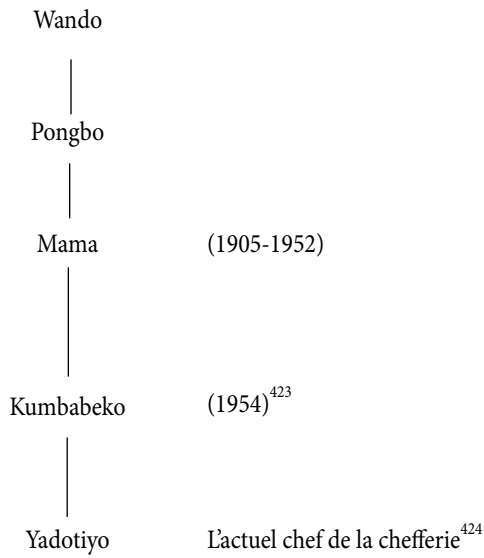 Wando
Pongbo
Mama (1905-1952)
Kumbabeko (1954)423
Yadotiyo L'actuel chef de la chefferie424